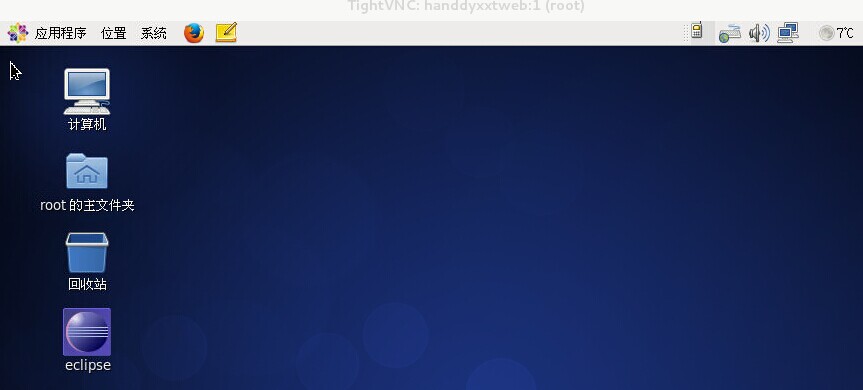 TightVNC: handdyxxtweb:1 (root)
应用程序 位置 系统 7℃
计算机
root 的主文件夹
回收站
eclipse